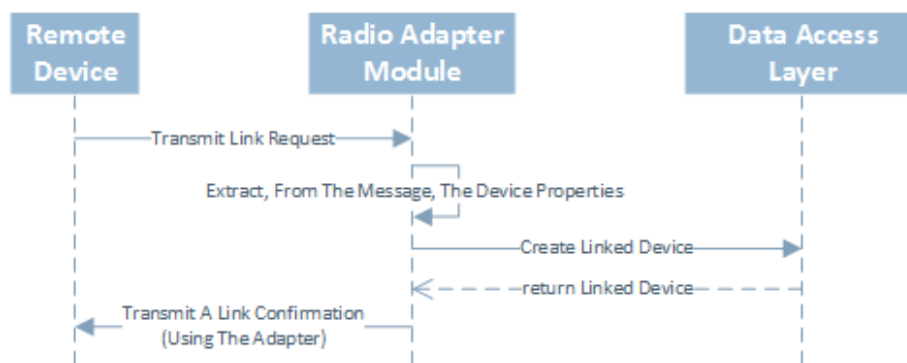 Remote
Device
Radio Adapter
Module
Data Access
Layer
Transmit Link Request
Extract, From The Message, The Device Properties
Create Linked Device
return Linked Device
Transmit A Link Confirmation
(Using The Adapter)